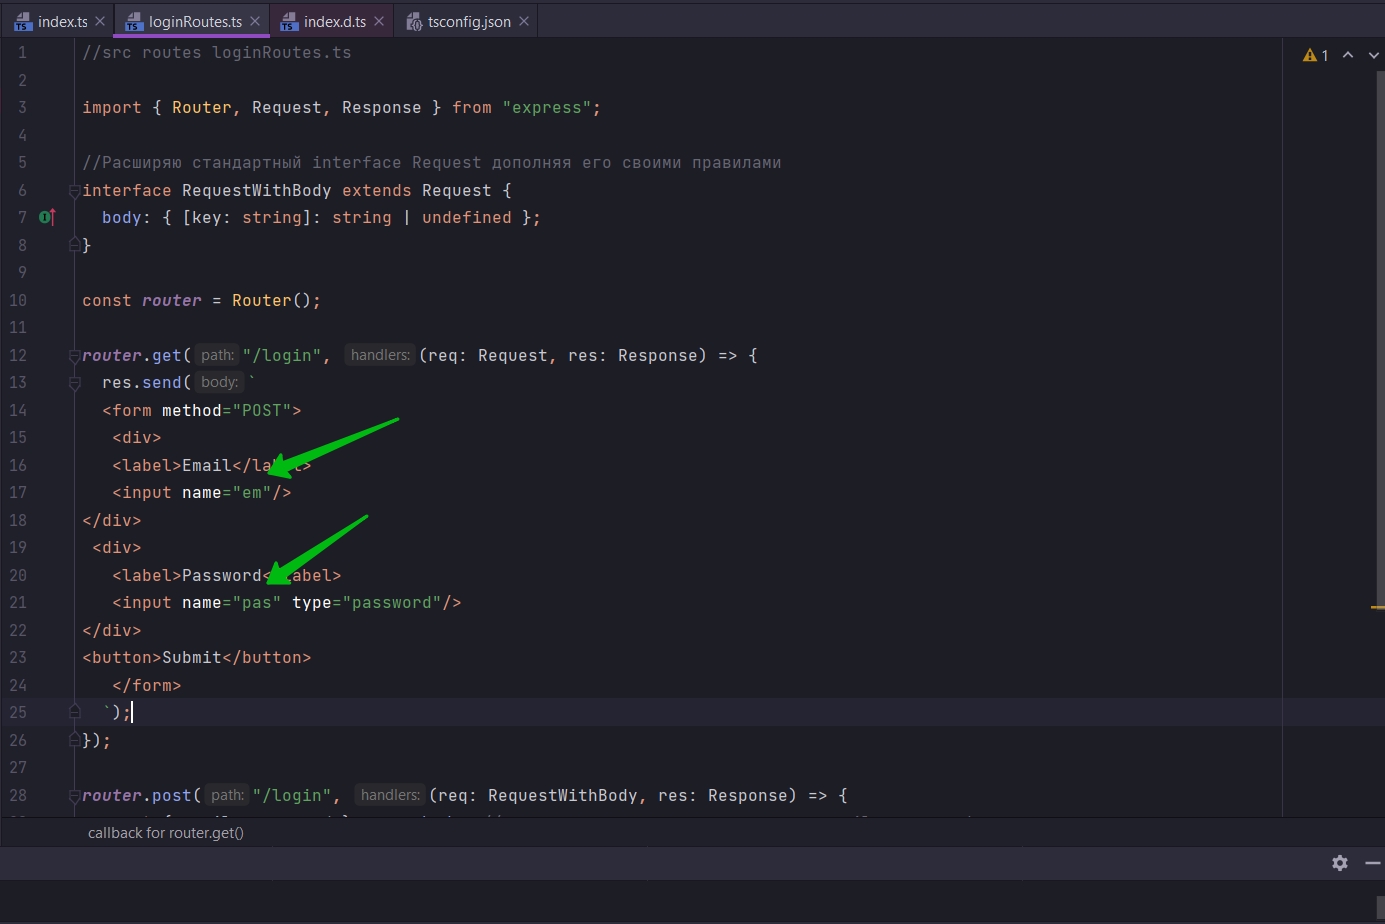 index.ts loginRoutes.ts index.d.ts tsconfig.json
1 //src routes loginRoutes.ts
1
2
3 import { Router, Request, Response } from "express";
4
5 //Расширяю стандартный interface Request дополняя его своими правилами
6 interface RequestWithBody extends Request {
7 body: { [key: string]: string | undefined };
8 }
9
10 const router = Router();
11
12 router.get( path: "/login", handlers: (req: Request, res: Response) => {
13 res.send( body: `
14 <form method="POST">
15 <div>
16 <label>Email</label>
17 <input name="em"/>
18 </div>
19 <div>
20 <label>Password</label>
21 <input name="pas" type="password"/>
22 </div>
23 <button>Submit</button>
24 </form>
25 `);
26 });
27
28 router.post( path: "/login", handlers: (req: RequestWithBody, res: Response) => {
callback for router.get()